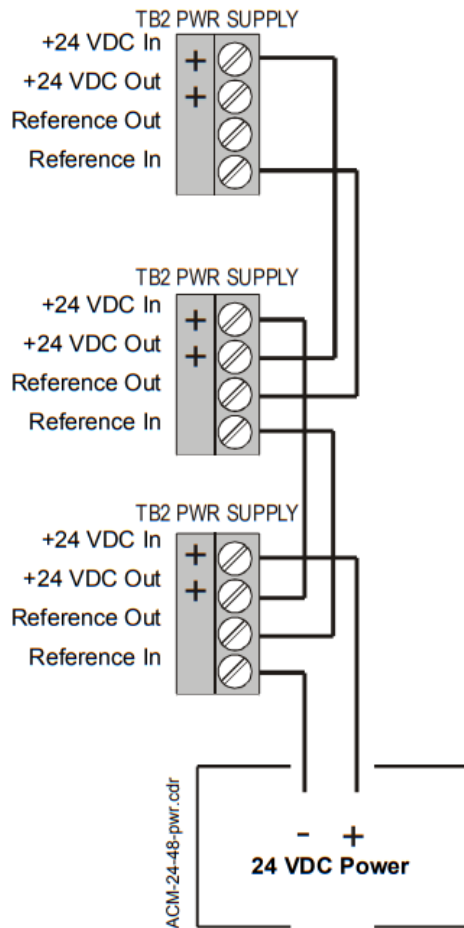 TB2 PWR SUPPLY
+24 VDC In
+24 VDC Out
Reference Out
Reference In
+
+
TB2 PWR SUPPLY
+24 VDC In
+24 VDC Out
Reference Out
Reference In
+
+
TB2 PWR SUPPLY
+24 VDC In
+24 VDC Out
Reference Out
Reference In
+
+
ACM-24-48-pwr.cdr
- +
24 VDC Power